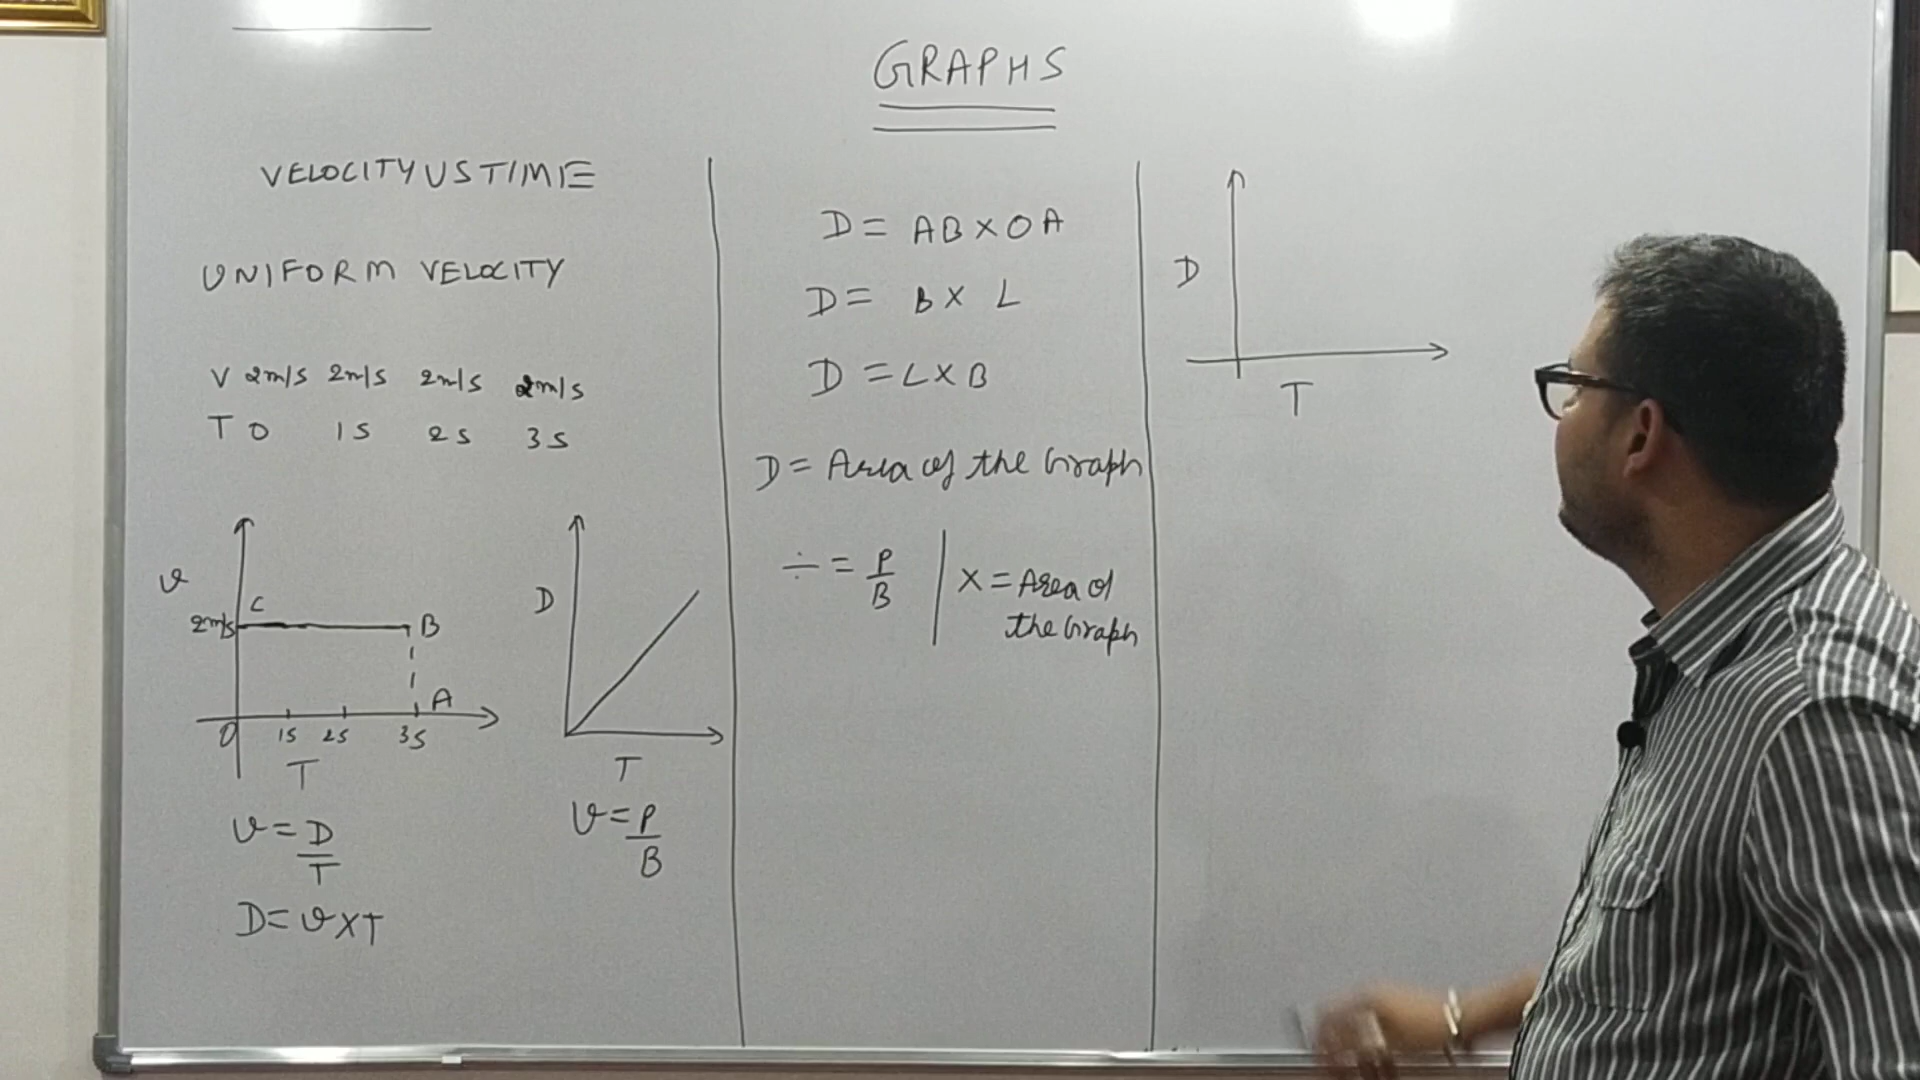 GRAPHS
VELOCITY VS TIME
UNIFORM VELOCITY
V 2m/s 2m/s 2m/s 2m/s
T 0 1s 2s 3s
v
C
2m/s
B
A
O 1s 2s 3s
T
v = D/T
D = v x T
D
T
v = P/B
D = AB x OA
D = B x L
D = L x B
D = Area of the Graph
÷ = P/B
x = Area of
the Graph
D
T